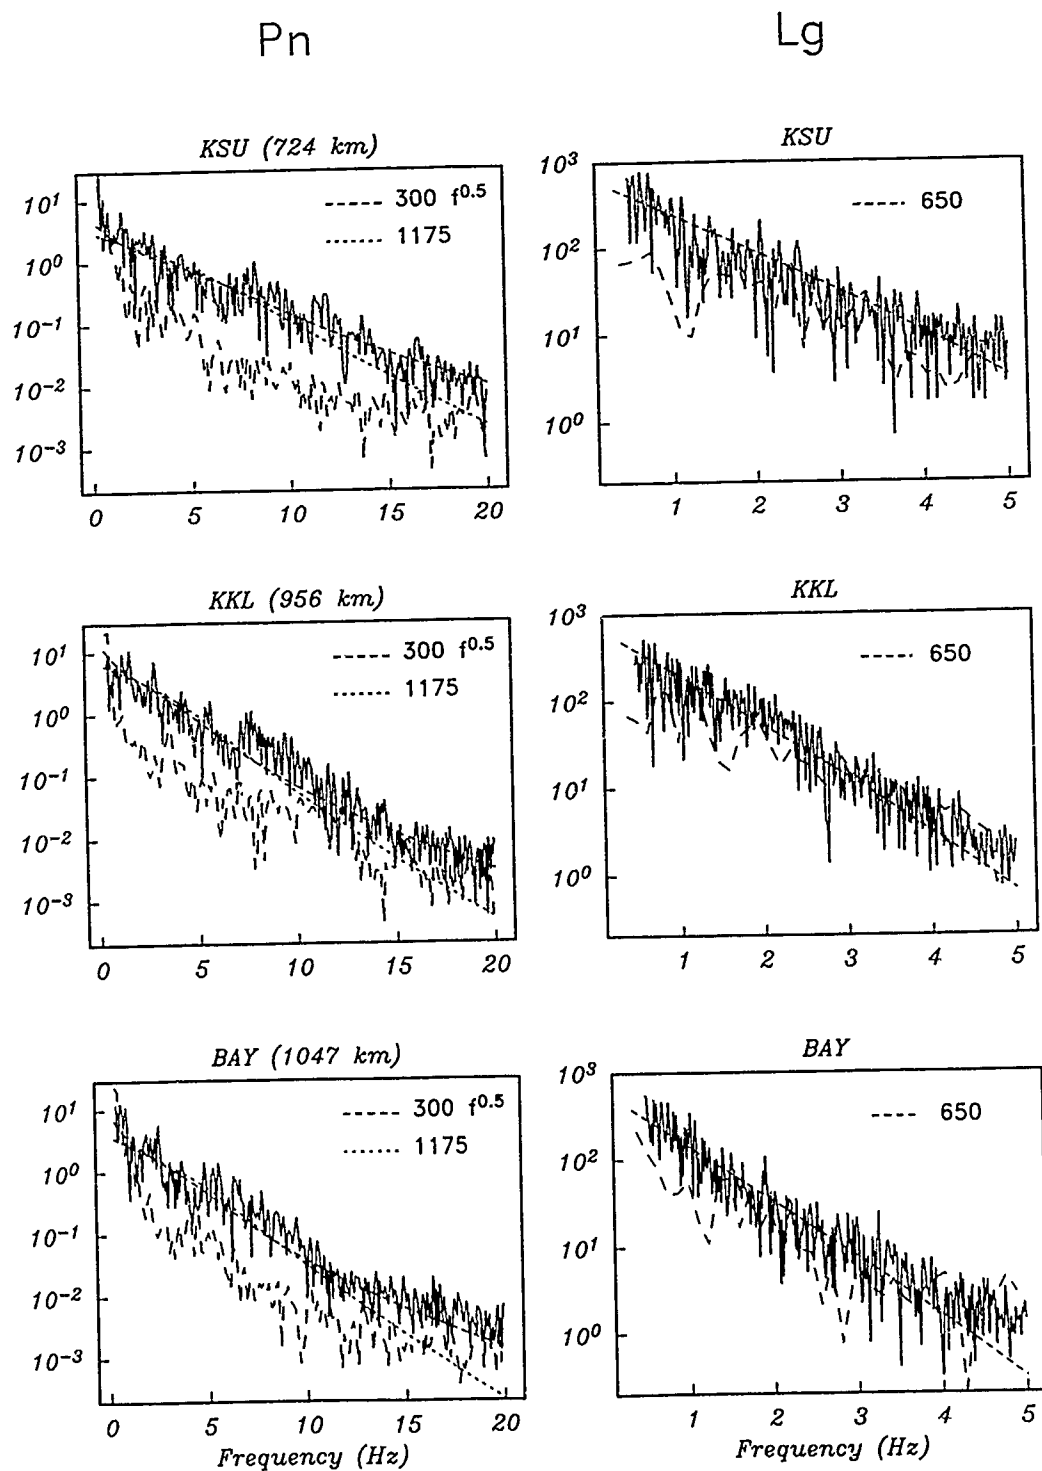 Pn
Lg
KSU (724 km)
10¹
10⁰
10⁻¹
10⁻²
10⁻³
300 f⁰·⁵
1175
0 5 10 15 20
KSU
10³
10²
10¹
10⁰
650
1 2 3 4 5
KKL (956 km)
10¹
10⁰
10⁻¹
10⁻²
10⁻³
300 f⁰·⁵
1175
0 5 10 15 20
KKL
10³
10²
10¹
10⁰
650
1 2 3 4 5
BAY (1047 km)
10¹
10⁰
10⁻¹
10⁻²
10⁻³
300 f⁰·⁵
1175
0 5 10 15 20
Frequency (Hz)
BAY
10³
10²
10¹
10⁰
650
1 2 3 4 5
Frequency (Hz)